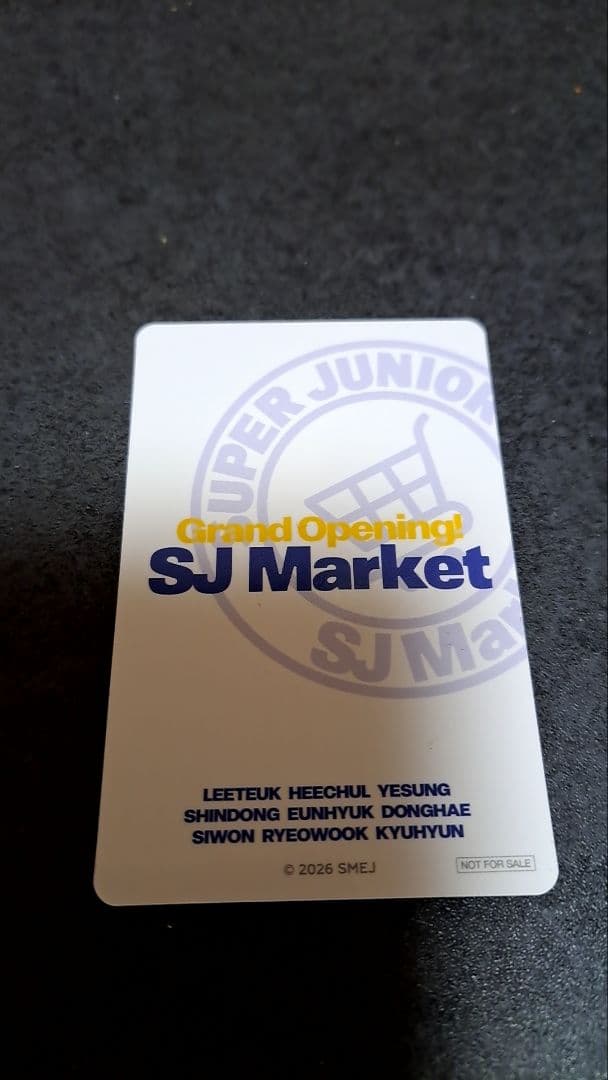 SUPER JUNIOR
Grand Opening!
SJ Market
SJ Mar
LEETEUK HEECHUL YESUNG
SHINDONG EUNHYUK DONGHAE
SIWON RYEOWOOK KYUHYUN
© 2026 SMEJ
NOT FOR SALE